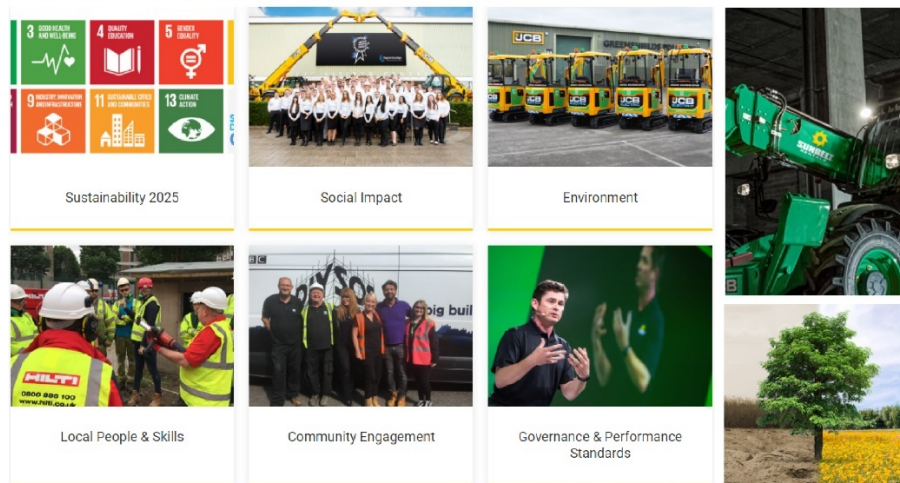 3 GOOD HEALTH
AND WELL-BEING
4 QUALITY
EDUCATION
5 GENDER
EQUALITY
9 INDUSTRY, INNOVATION
AND INFRASTRUCTURE
11 SUSTAINABLE CITIES
AND COMMUNITIES
13 CLIMATE
ACTION
JCB
JCB
JCB
JCB
JCB
SUNBELT
Sustainability 2025
Social Impact
Environment
HILTI
0800 886 100
www.hilti.co.uk
big buil
Local People & Skills
Community Engagement
Governance & Performance
Standards